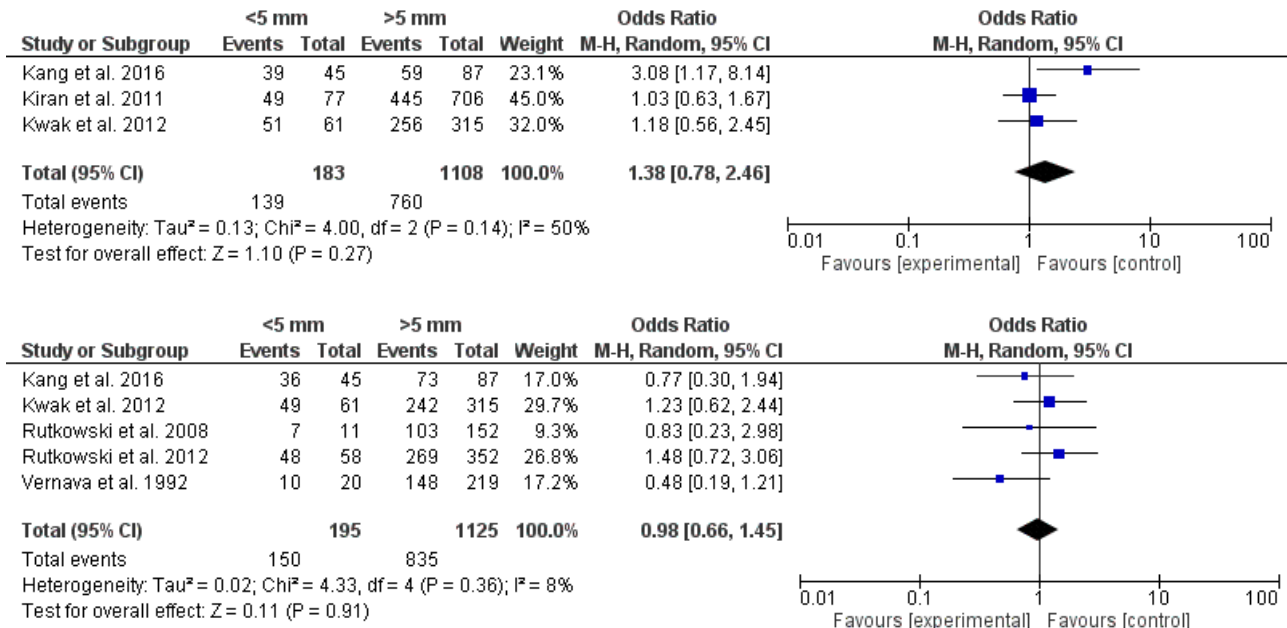 <5 mm >5 mm Odds Ratio Odds Ratio
Study or Subgroup Events Total Events Total Weight M-H, Random, 95% CI M-H, Random, 95% CI
Kang et al. 2016 39 45 59 87 23.1% 3.08 [1.17, 8.14]
Kiran et al. 2011 49 77 445 706 45.0% 1.03 [0.63, 1.67]
Kwak et al. 2012 51 61 256 315 32.0% 1.18 [0.56, 2.45]
Total (95% CI) 183 1108 100.0% 1.38 [0.78, 2.46]
Total events 139 760
Heterogeneity: Tau² = 0.13; Chi² = 4.00, df = 2 (P = 0.14); I² = 50%
Test for overall effect: Z = 1.10 (P = 0.27)
0.01 0.1 1 10 100
Favours [experimental] Favours [control]
<5 mm >5 mm Odds Ratio Odds Ratio
Study or Subgroup Events Total Events Total Weight M-H, Random, 95% CI M-H, Random, 95% CI
Kang et al. 2016 36 45 73 87 17.0% 0.77 [0.30, 1.94]
Kwak et al. 2012 49 61 242 315 29.7% 1.23 [0.62, 2.44]
Rutkowski et al. 2008 7 11 103 152 9.3% 0.83 [0.23, 2.98]
Rutkowski et al. 2012 48 58 269 352 26.8% 1.48 [0.72, 3.06]
Vernava et al. 1992 10 20 148 219 17.2% 0.48 [0.19, 1.21]
Total (95% CI) 195 1125 100.0% 0.98 [0.66, 1.45]
Total events 150 835
Heterogeneity: Tau² = 0.02; Chi² = 4.33, df = 4 (P = 0.36); I² = 8%
Test for overall effect: Z = 0.11 (P = 0.91)
0.01 0.1 1 10 100
Favours [experimental] Favours [control]